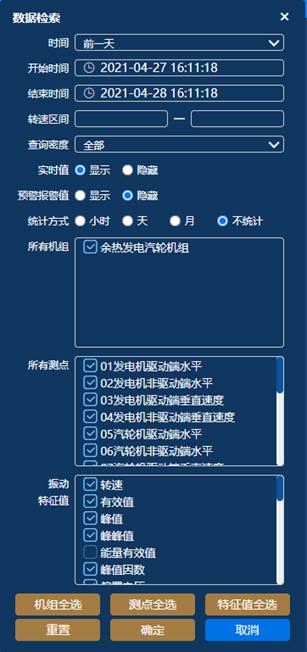 数据检索 ×
时间 前一天
开始时间 2021-04-27 16:11:18
结束时间 2021-04-28 16:11:18
转速区间 —
查询密度 全部
实时值 显示 隐藏
预警报警值 显示 隐藏
统计方式 小时 天 月 不统计
所有机组 余热发电汽轮机组
所有测点 01发电机驱动端水平
02发电机非驱动端水平
03发电机驱动端垂直速度
04发电机非驱动端垂直速度
05汽轮机驱动端水平
06汽轮机非驱动端水平
振动 转速
特征值 有效值
峰值
峰峰值
能量有效值
峰值因数
机组全选 测点全选 特征值全选
重置 确定 取消